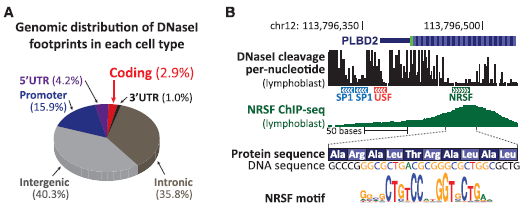 A
Genomic distribution of DNaseI
footprints in each cell type
5'UTR (4.2%)
Coding (2.9%)
Promoter
(15.9%)
3'UTR (1.0%)
Intergenic
(40.3%)
Intronic
(35.8%)
B
chr12: 113,796,350 113,796,500
PLBD2
DNaseI cleavage
per-nucleotide
(lymphoblast)
SP1 SP1 USF NRSF
NRSF ChIP-seq
(lymphoblast)
50 bases
Protein sequence Ala Arg Ala Leu Thr Arg Ala Leu Ala Leu
DNA sequence GCCCGGGCGCTGACGCGGGCGCTGGCGCTG
NRSF motif CTGTCC GGT CTG